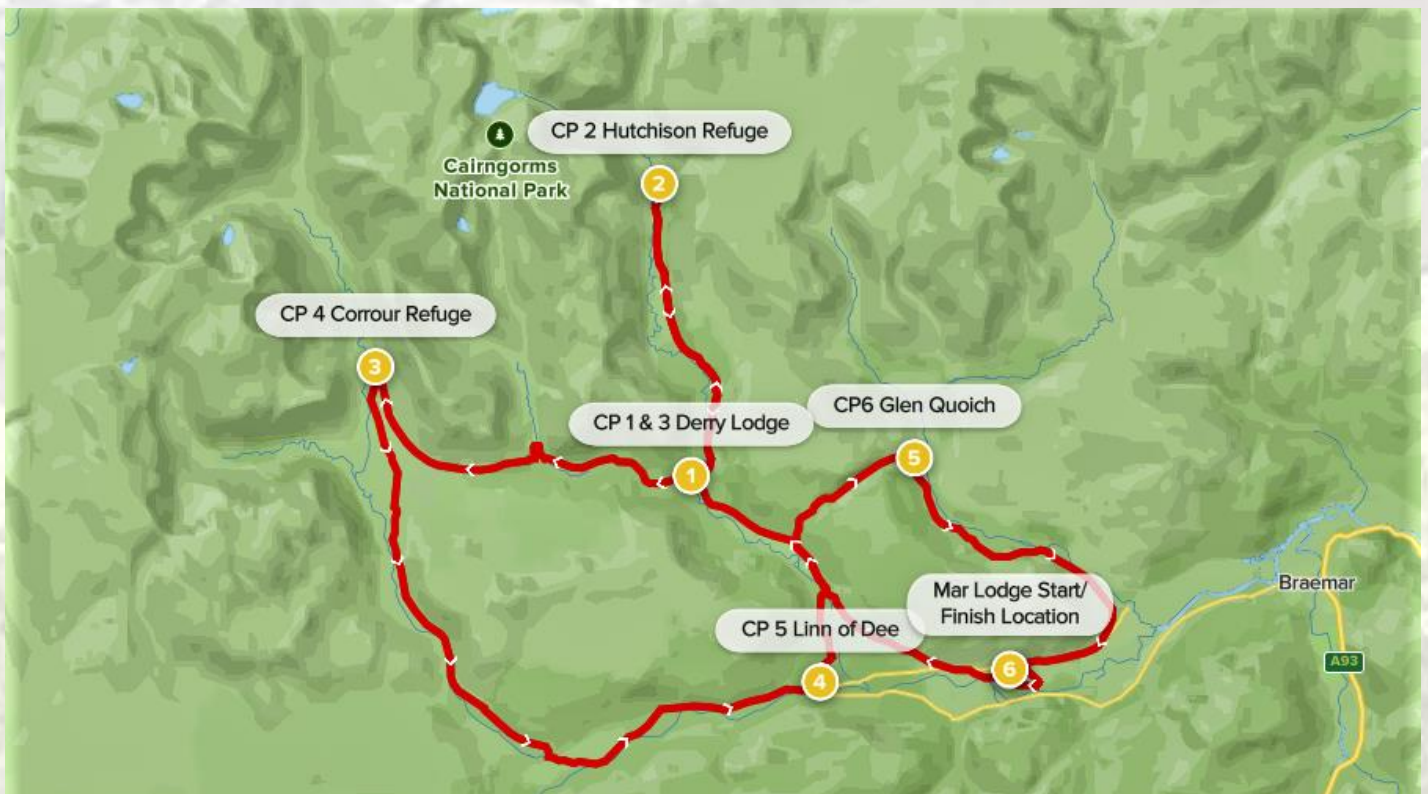 CP 2 Hutchison Refuge
2
Cairngorms
National Park
CP 4 Corrour Refuge
3
CP 1 & 3 Derry Lodge
1
CP6 Glen Quoich
5
Braemar
Mar Lodge Start/
Finish Location
6
CP 5 Linn of Dee
4
A93